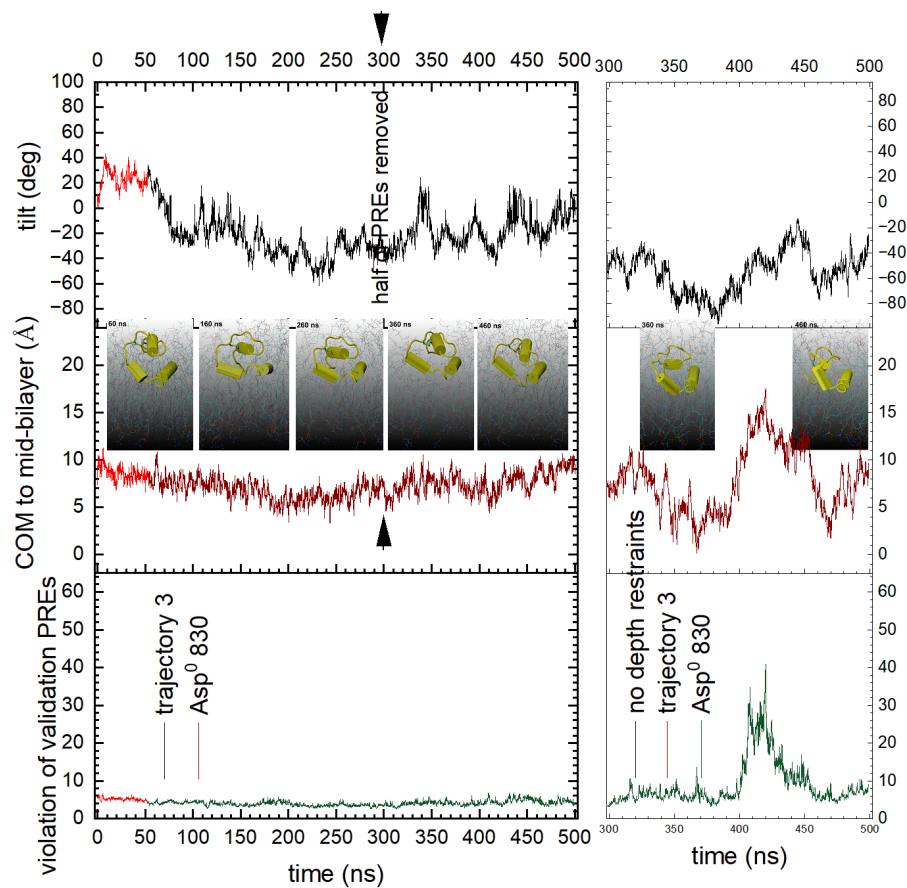 0 50 100 150 200 250 300 350 400 450 500
300 350 400 450 500
100
80
60
40
20
0
−20
−40
−60
−80
tilt (deg)
half of PREs removed
80
60
40
20
0
−20
−40
−60
−80
60 ns
160 ns
260 ns
360 ns
460 ns
360 ns
460 ns
20
15
10
5
0
COM to mid-bilayer (Å)
20
15
10
5
0
60
50
40
30
20
10
0
violation of validation PREs
trajectory 3
Asp⁰ 830
no depth restraints
trajectory 3
Asp⁰ 830
60
50
40
30
20
10
0
0 50 100 150 200 250 300 350 400 450 500
300 350 400 450 500
time (ns)
time (ns)